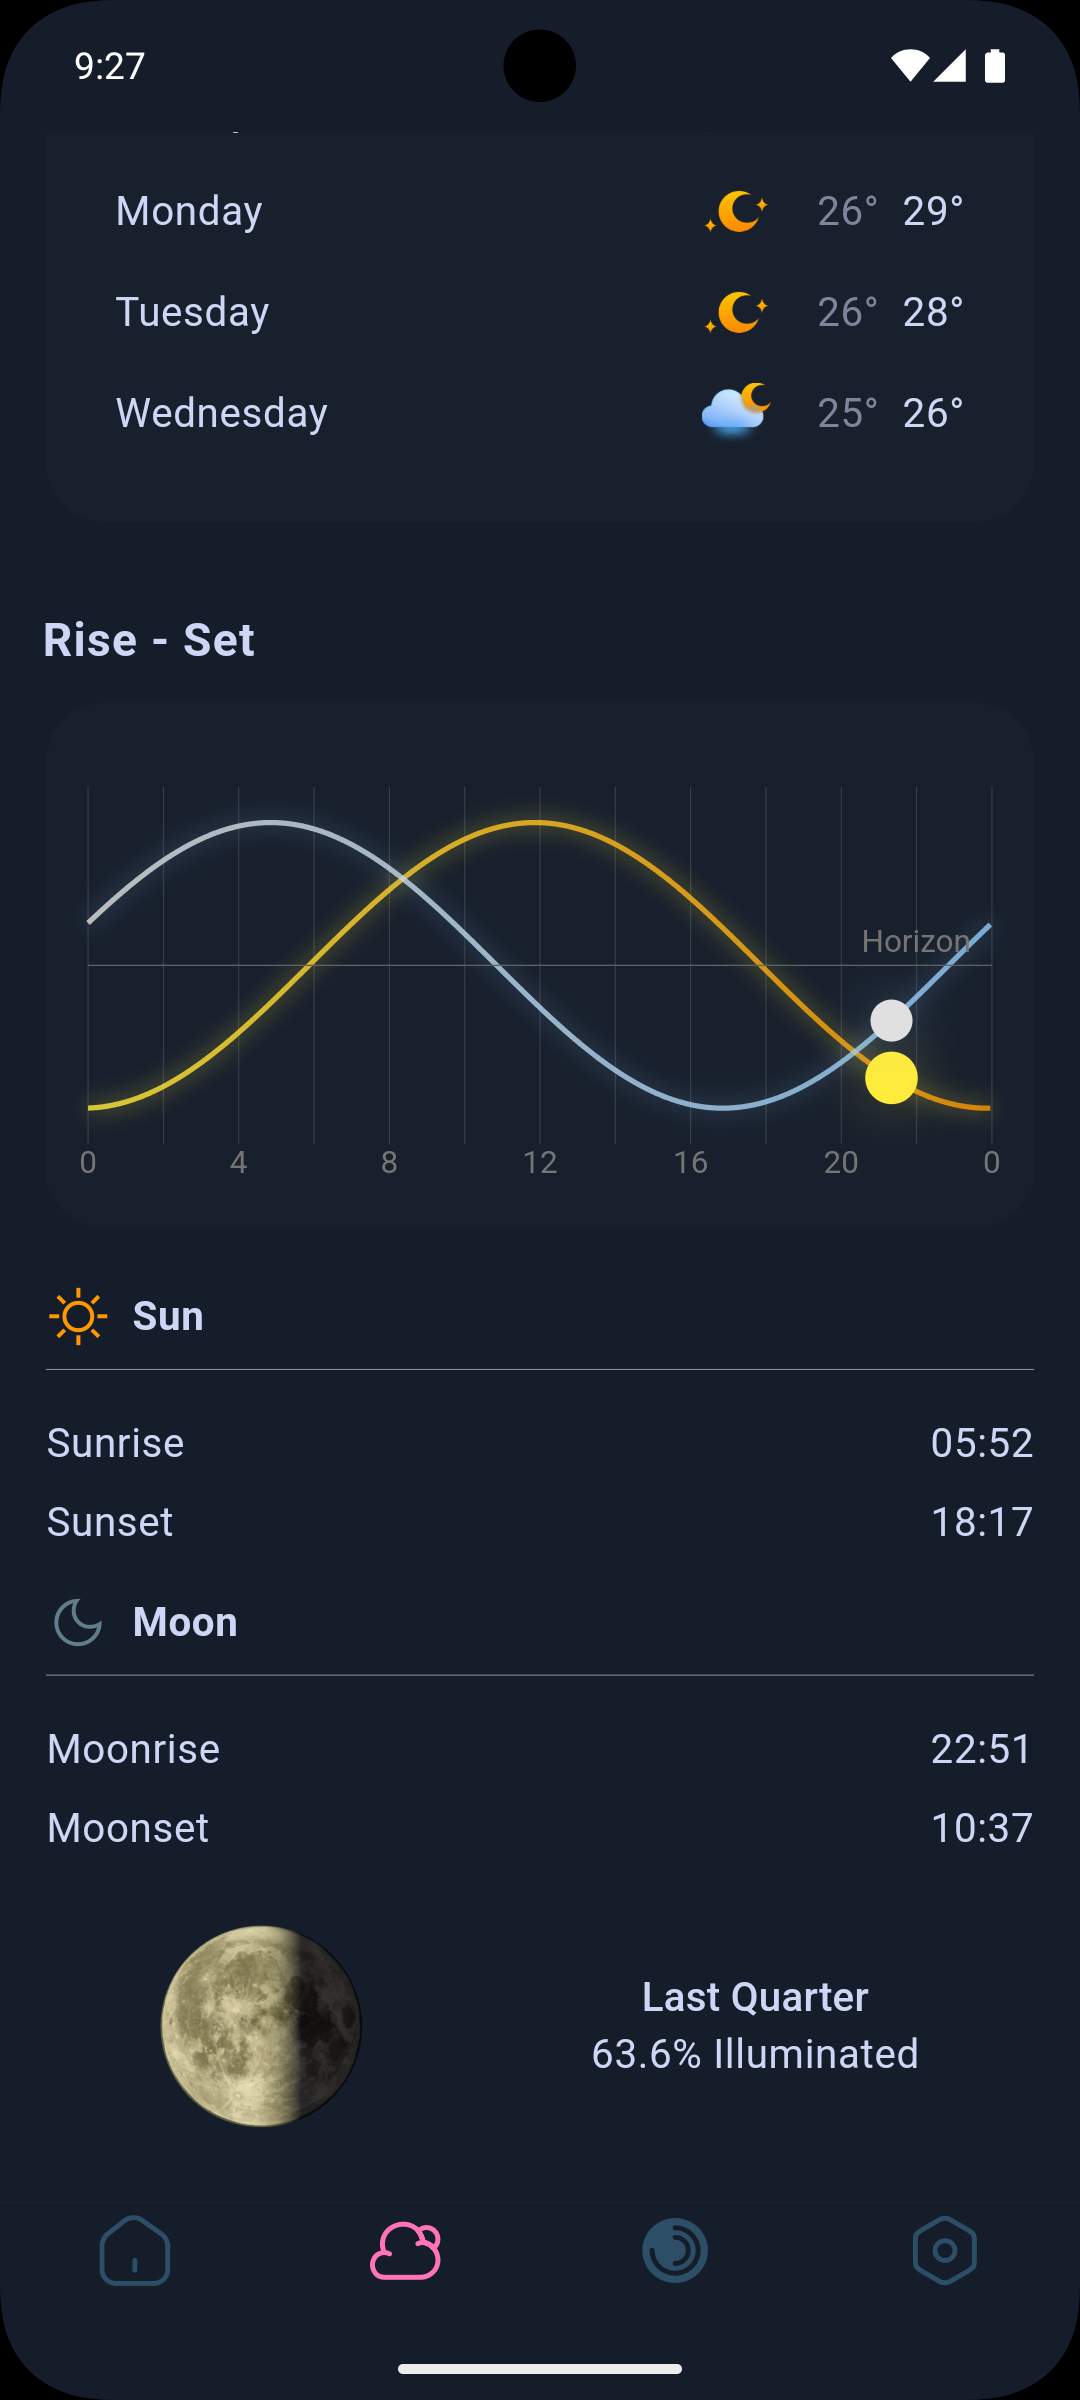 9:27
Monday 26° 29°
Tuesday 26° 28°
Wednesday 25° 26°
Rise - Set
Horizon
0 4 8 12 16 20 0
Sun
Sunrise 05:52
Sunset 18:17
Moon
Moonrise 22:51
Moonset 10:37
Last Quarter
63.6% Illuminated